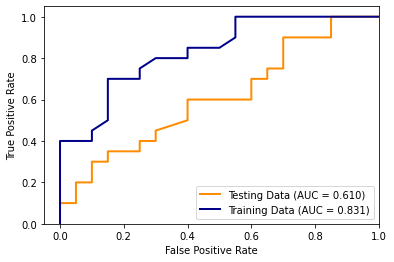 1.0
0.8
0.6
0.4
0.2
0.0
True Positive Rate
Testing Data (AUC = 0.610)
Training Data (AUC = 0.831)
0.0 0.2 0.4 0.6 0.8 1.0
False Positive Rate